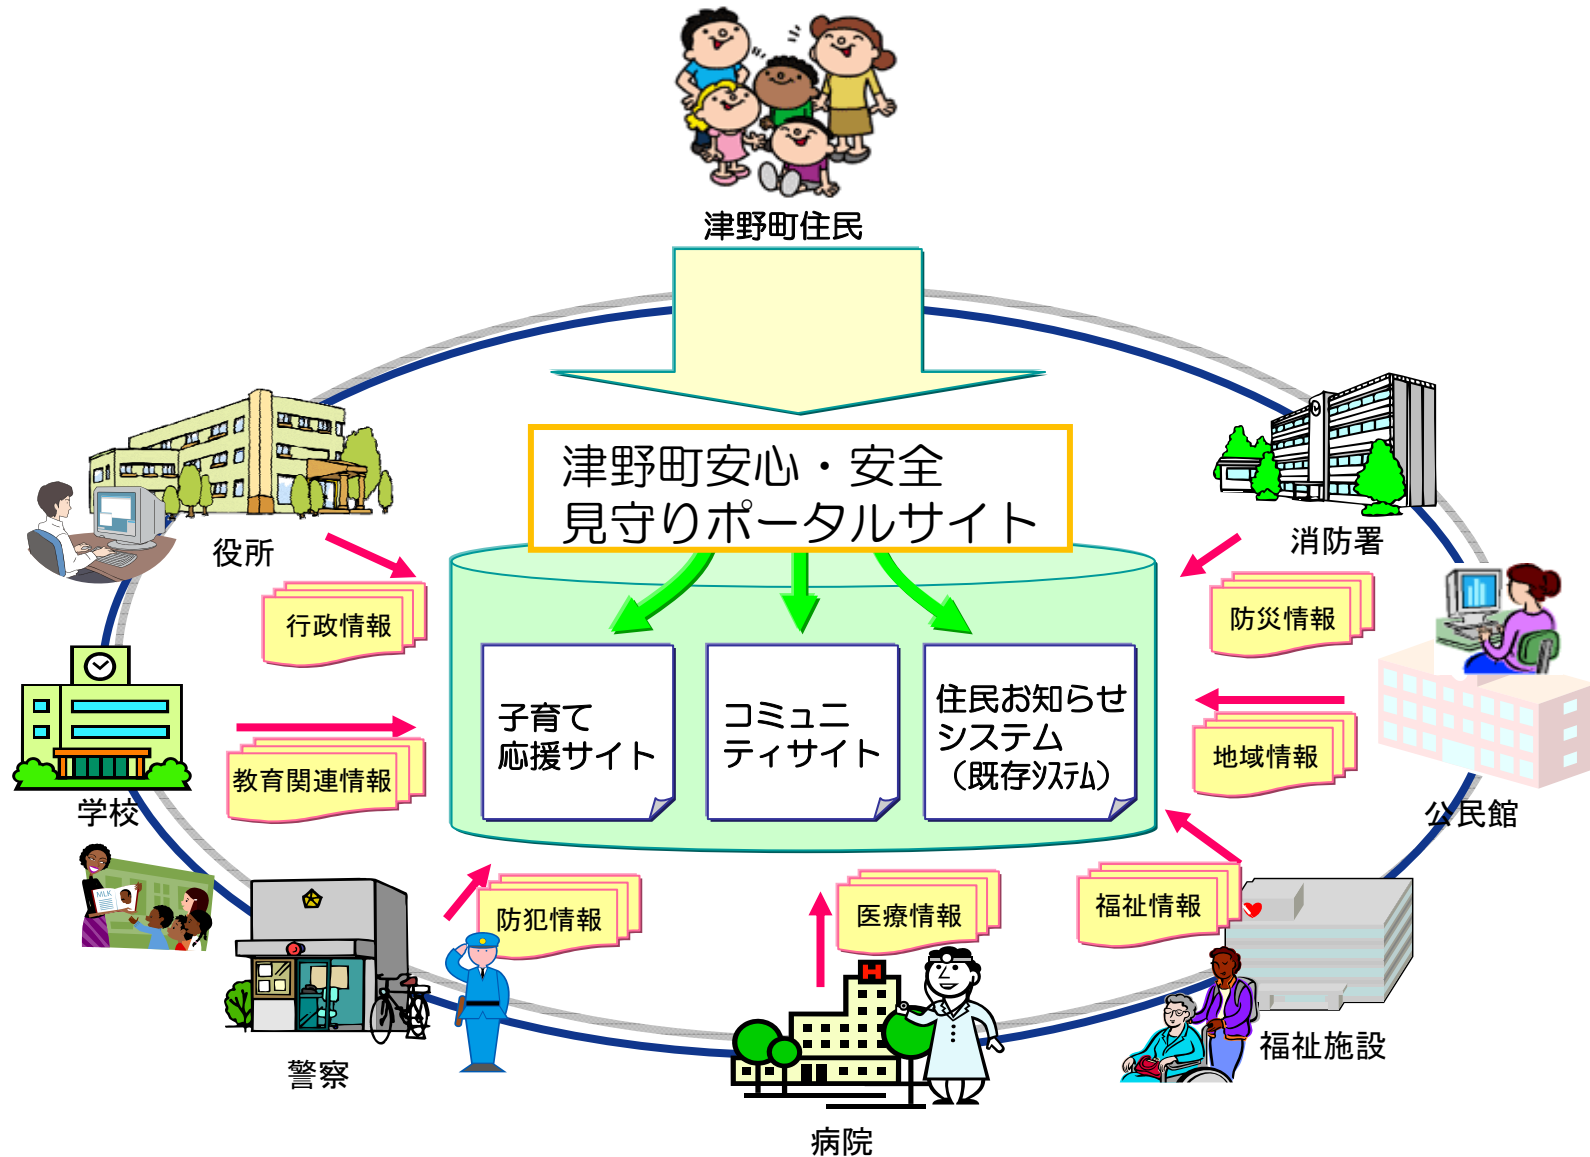 津野町住民
津野町安心・安全
見守りポータルサイト
役所
消防署
行政情報
防災情報
子育て
応援サイト
コミュニ
ティサイト
住民お知らせ
システム
（既存ｼｽﾃﾑ）
教育関連情報
地域情報
学校
公民館
MLK
防犯情報
医療情報
福祉情報
H
警察
福祉施設
病院